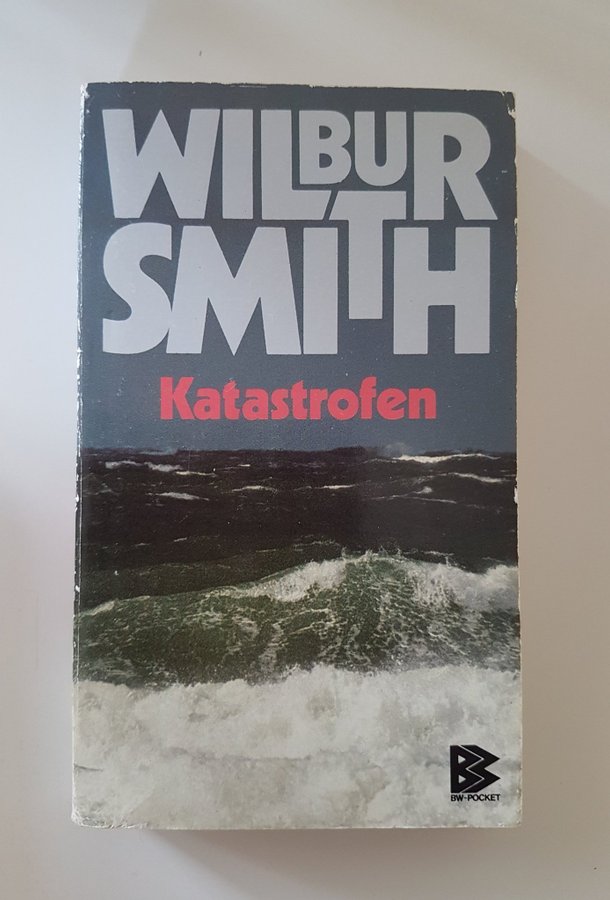 WILBUR
SMITH
Katastrofen
BW-POCKET